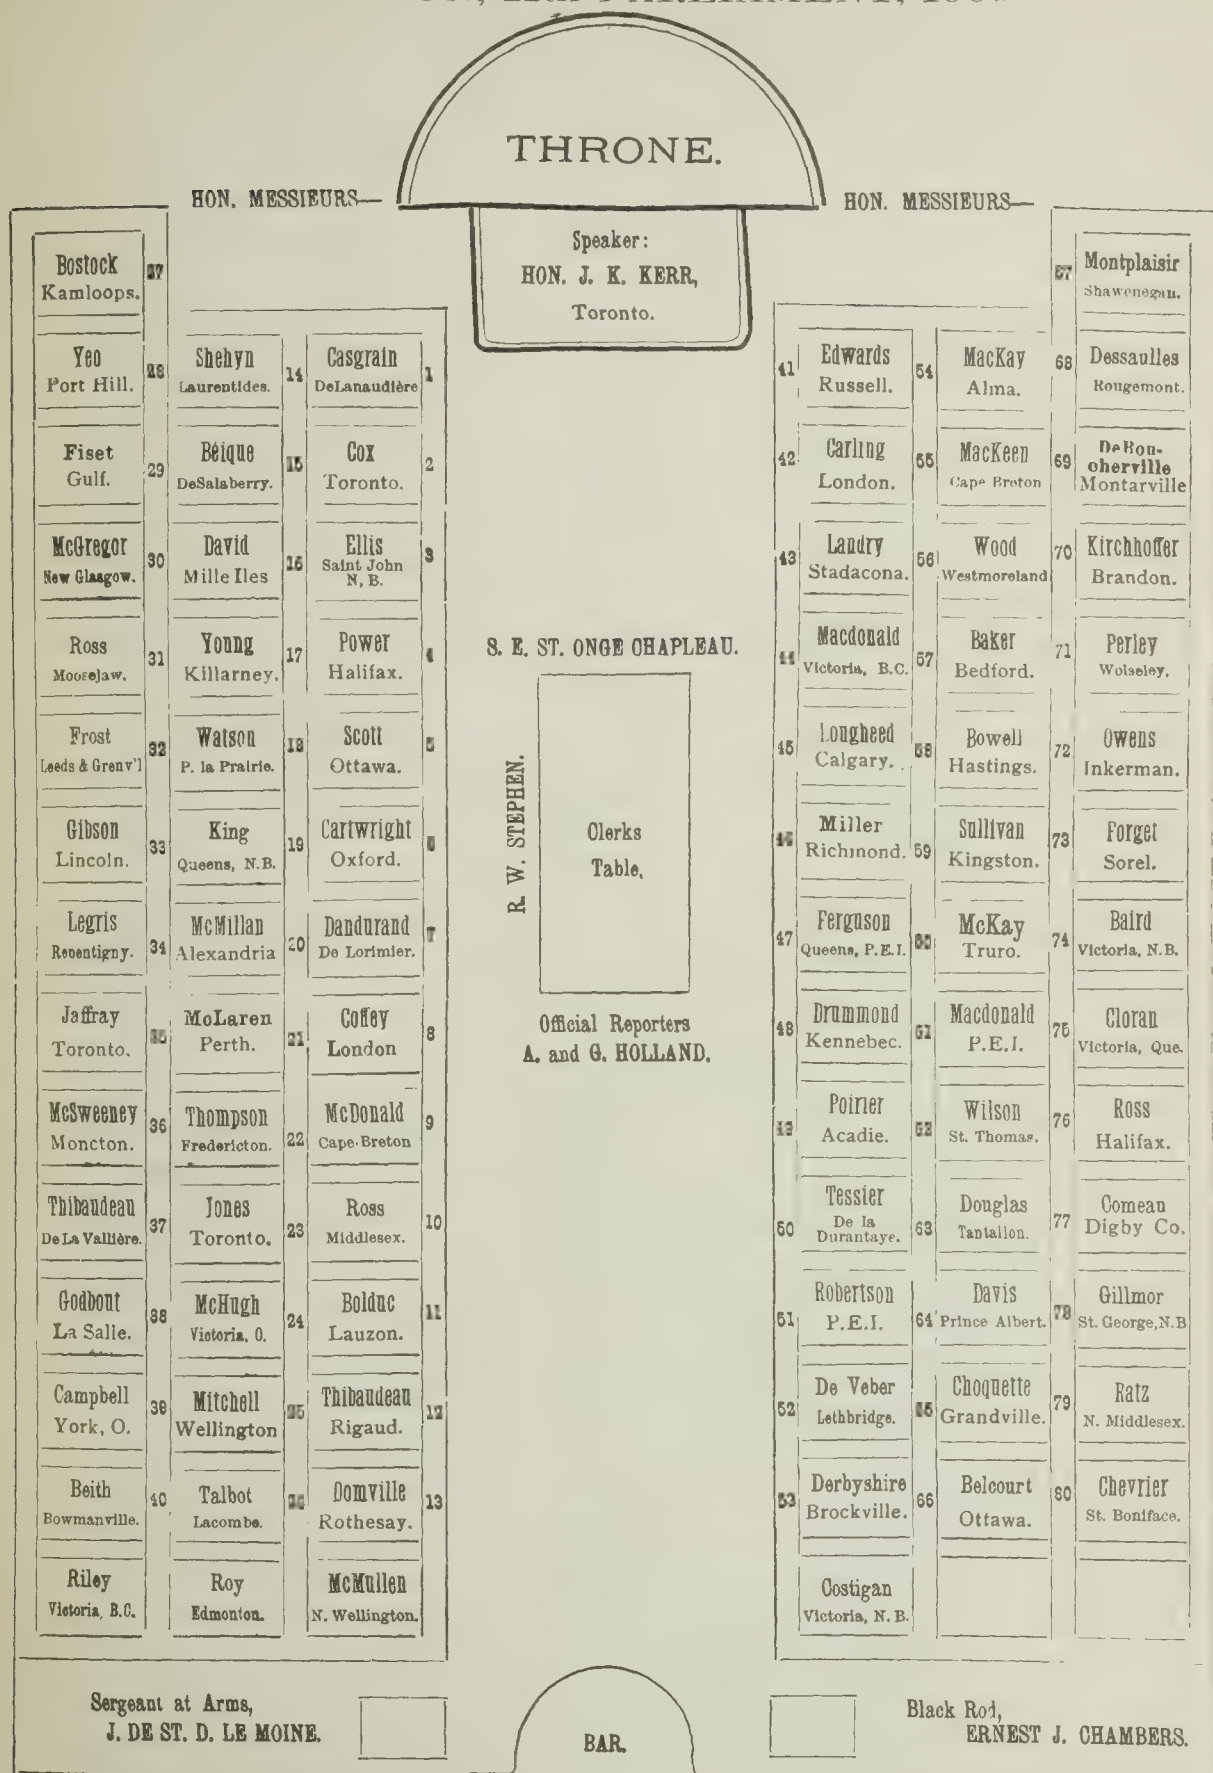 THRONE.
HON. MESSIEURS—
HON. MESSIEURS—
Speaker:
HON. J. K. KERR,
Toronto.
Bostock
Kamloops.
27
Yeo
Port Hill.
28
Shehyn
Laurentides.
14
Casgrain
DeLanaudière
1
Fiset
Gulf.
29
Béique
DeSalaberry.
15
Cox
Toronto.
2
McGregor
New Glasgow.
30
David
Mille Iles
16
Ellis
Saint John
N, B.
3
Ross
Moosejaw.
31
Young
Killarney.
17
Power
Halifax.
4
Frost
Leeds & Grenv'l
32
Watson
P. la Prairie.
18
Scott
Ottawa.
5
Gibson
Lincoln.
33
King
Queens, N.B.
19
Cartwright
Oxford.
6
Legris
Repentigny.
34
McMillan
Alexandria
20
Dandurand
De Lorimier.
7
Jaffray
Toronto.
35
McLaren
Perth.
21
Coffey
London
8
McSweeney
Moncton.
36
Thompson
Fredericton.
22
McDonald
Cape-Breton
9
Thibaudeau
De La Vallière.
37
Jones
Toronto.
23
Ross
Middlesex.
10
Godbout
La Salle.
38
McHugh
Victoria, O.
24
Bolduc
Lauzon.
11
Campbell
York, O.
39
Mitchell
Wellington
25
Thibaudeau
Rigaud.
12
Beith
Bowmanville.
40
Talbot
Lacombe.
26
Domville
Rothesay.
13
Riley
Victoria, B.C.
Roy
Edmonton.
McMullen
N. Wellington.
S. E. ST. ONGE CHAPLEAU.
R. W. STEPHEN.
Clerks
Table.
Official Reporters
A. and G. HOLLAND.
67
Montplaisir
Shawenegan.
41
Edwards
Russell.
54
MacKay
Alma.
68
Dessaulles
Rougemont.
42
Carling
London.
55
MacKeen
Cape Breton
69
DeBou-
cherville
Montarville
43
Landry
Stadacona.
56
Wood
Westmoreland
70
Kirchhoffer
Brandon.
44
Macdonald
Victoria, B.C.
57
Baker
Bedford.
71
Perley
Wolseley.
45
Lougheed
Calgary.
58
Bowell
Hastings.
72
Owens
Inkerman.
46
Miller
Richmond.
59
Sullivan
Kingston.
73
Forget
Sorel.
47
Ferguson
Queens, P.E.I.
60
McKay
Truro.
74
Baird
Victoria, N.B.
48
Drummond
Kennebec.
61
Macdonald
P.E.I.
75
Cloran
Victoria, Que.
49
Poirier
Acadie.
62
Wilson
St. Thomas.
76
Ross
Halifax.
50
Tessier
De la
Durantaye.
63
Douglas
Tantallon.
77
Comeau
Digby Co.
51
Robertson
P.E.I.
64
Davis
Prince Albert.
78
Gillmor
St. George, N.B
52
De Veber
Lethbridge.
65
Choquette
Grandville.
79
Ratz
N. Middlesex.
53
Derbyshire
Brockville.
66
Belcourt
Ottawa.
80
Chevrier
St. Boniface.
Costigan
Victoria, N. B.
Sergeant at Arms,
J. DE ST. D. LE MOINE.
BAR.
Black Rod,
ERNEST J. CHAMBERS.